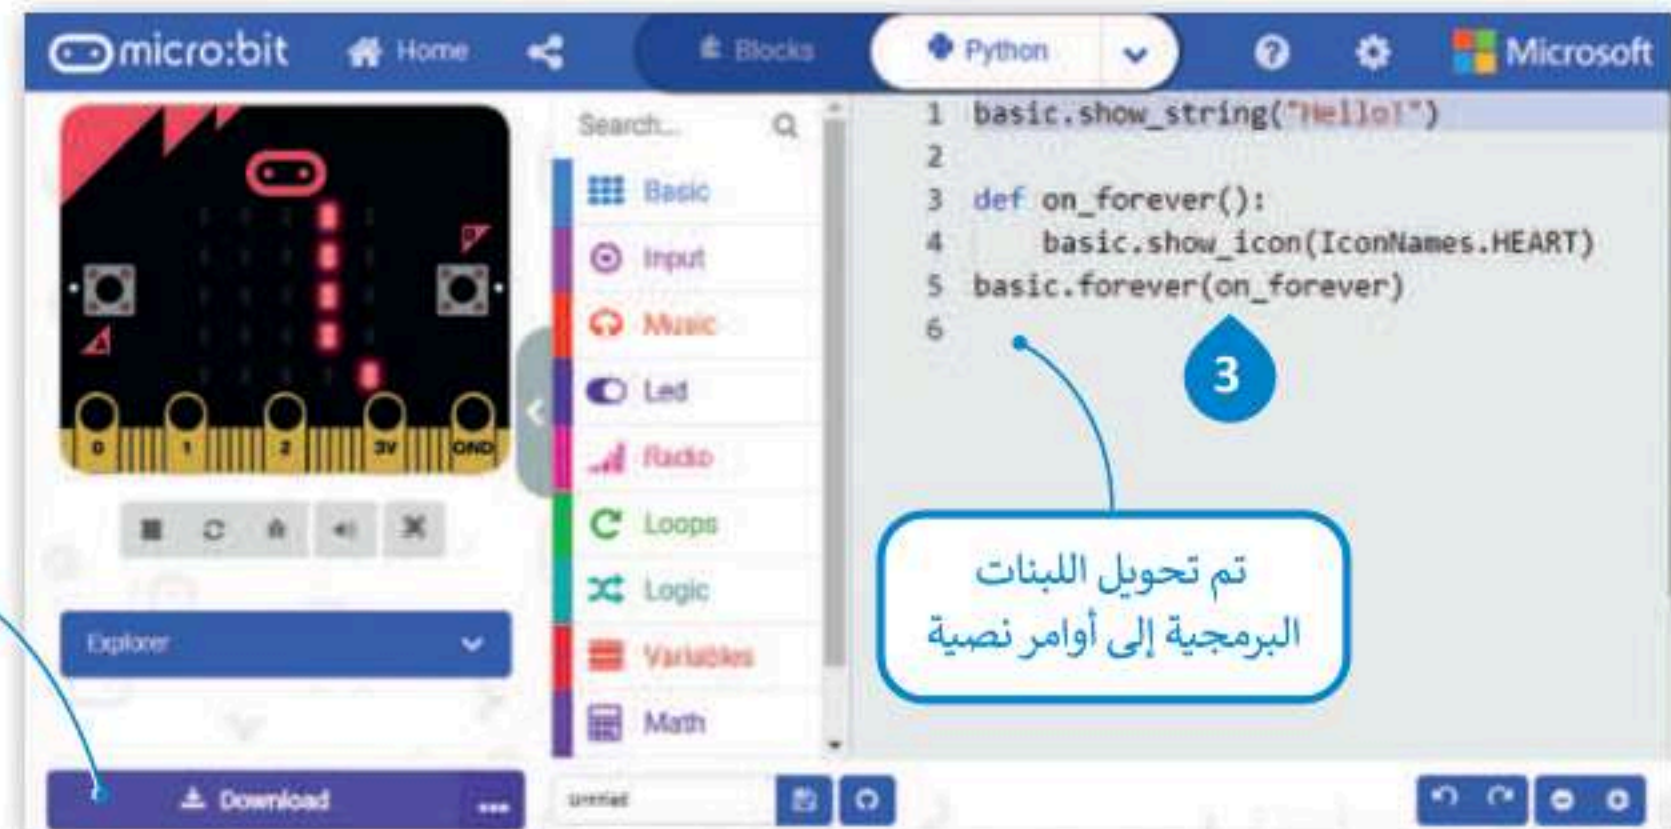 micro:bit Home Blocks Python Microsoft
B
A
0 1 2 3V GND
Explorer
Download ...
Search...
Basic
Input
Music
Led
Radio
Loops
Logic
Variables
Math
Untitled
1 basic.show_string("Hello!")
2
3 def on_forever():
4 basic.show_icon(IconNames.HEART)
5 basic.forever(on_forever)
6
3
تم تحويل اللبنات
البرمجية إلى أوامر نصية